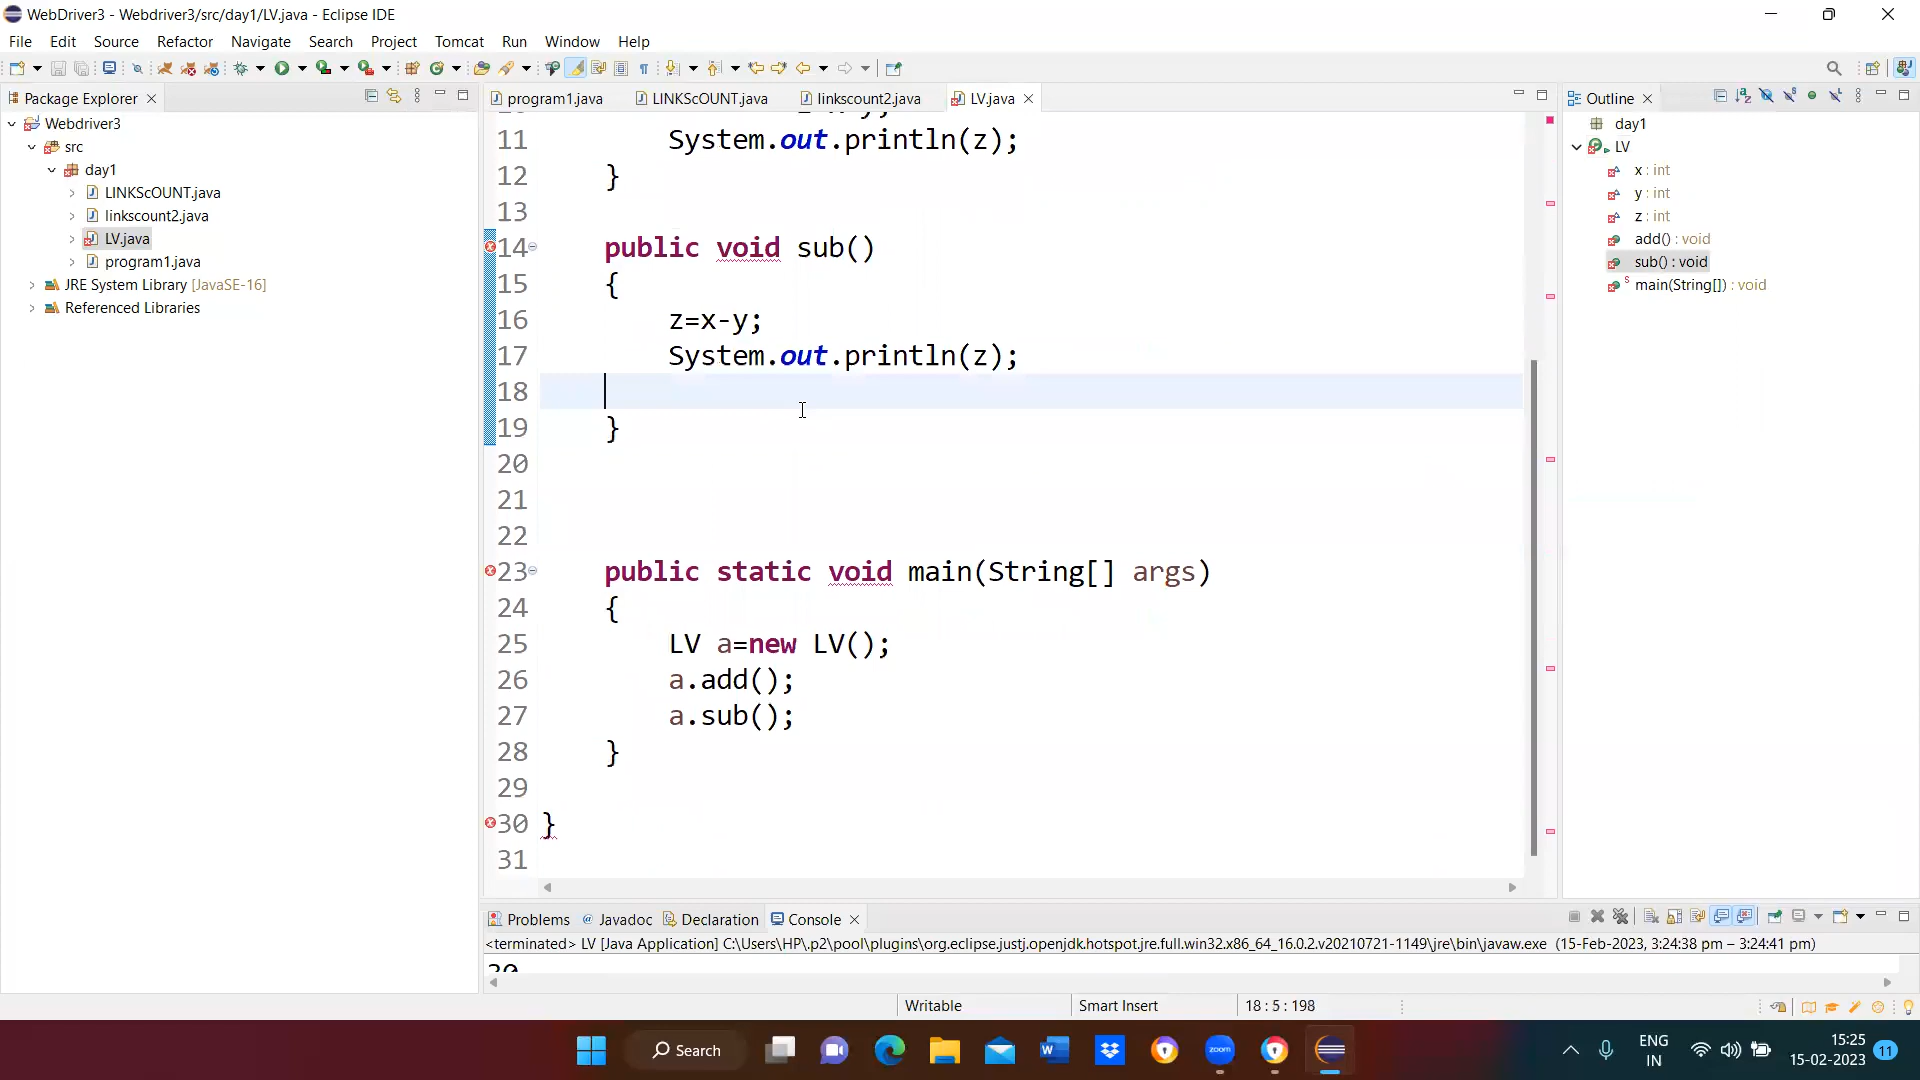 WebDriver3 - Webdriver3/src/day1/LV.java - Eclipse IDE
File Edit Source Refactor Navigate Search Project Tomcat Run Window Help
Package Explorer
Webdriver3
src
day1
LINKScOUNT.java
linkscount2.java
LV.java
program1.java
JRE System Library [JavaSE-16]
Referenced Libraries
program1.java LINKScOUNT.java linkscount2.java LV.java
11 System.out.println(z);
12 }
13
14 public void sub()
15 {
16 z=x-y;
17 System.out.println(z);
18
19 }
20
21
22
23 public static void main(String[] args)
24 {
25 LV a=new LV();
26 a.add();
27 a.sub();
28 }
29
30 }
31
Outline
day1
LV
x : int
y : int
z : int
add() : void
sub() : void
main(String[]) : void
Problems Javadoc Declaration Console
<terminated> LV [Java Application] C:\Users\HP\.p2\pool\plugins\org.eclipse.justj.openjdk.hotspot.jre.full.win32.x86_64_16.0.2.v20210721-1149\jre\bin\javaw.exe (15-Feb-2023, 3:24:38 pm – 3:24:41 pm)
Writable Smart Insert 18 : 5 : 198
Search
zoom
ENG
IN
15:25
15-02-2023
11